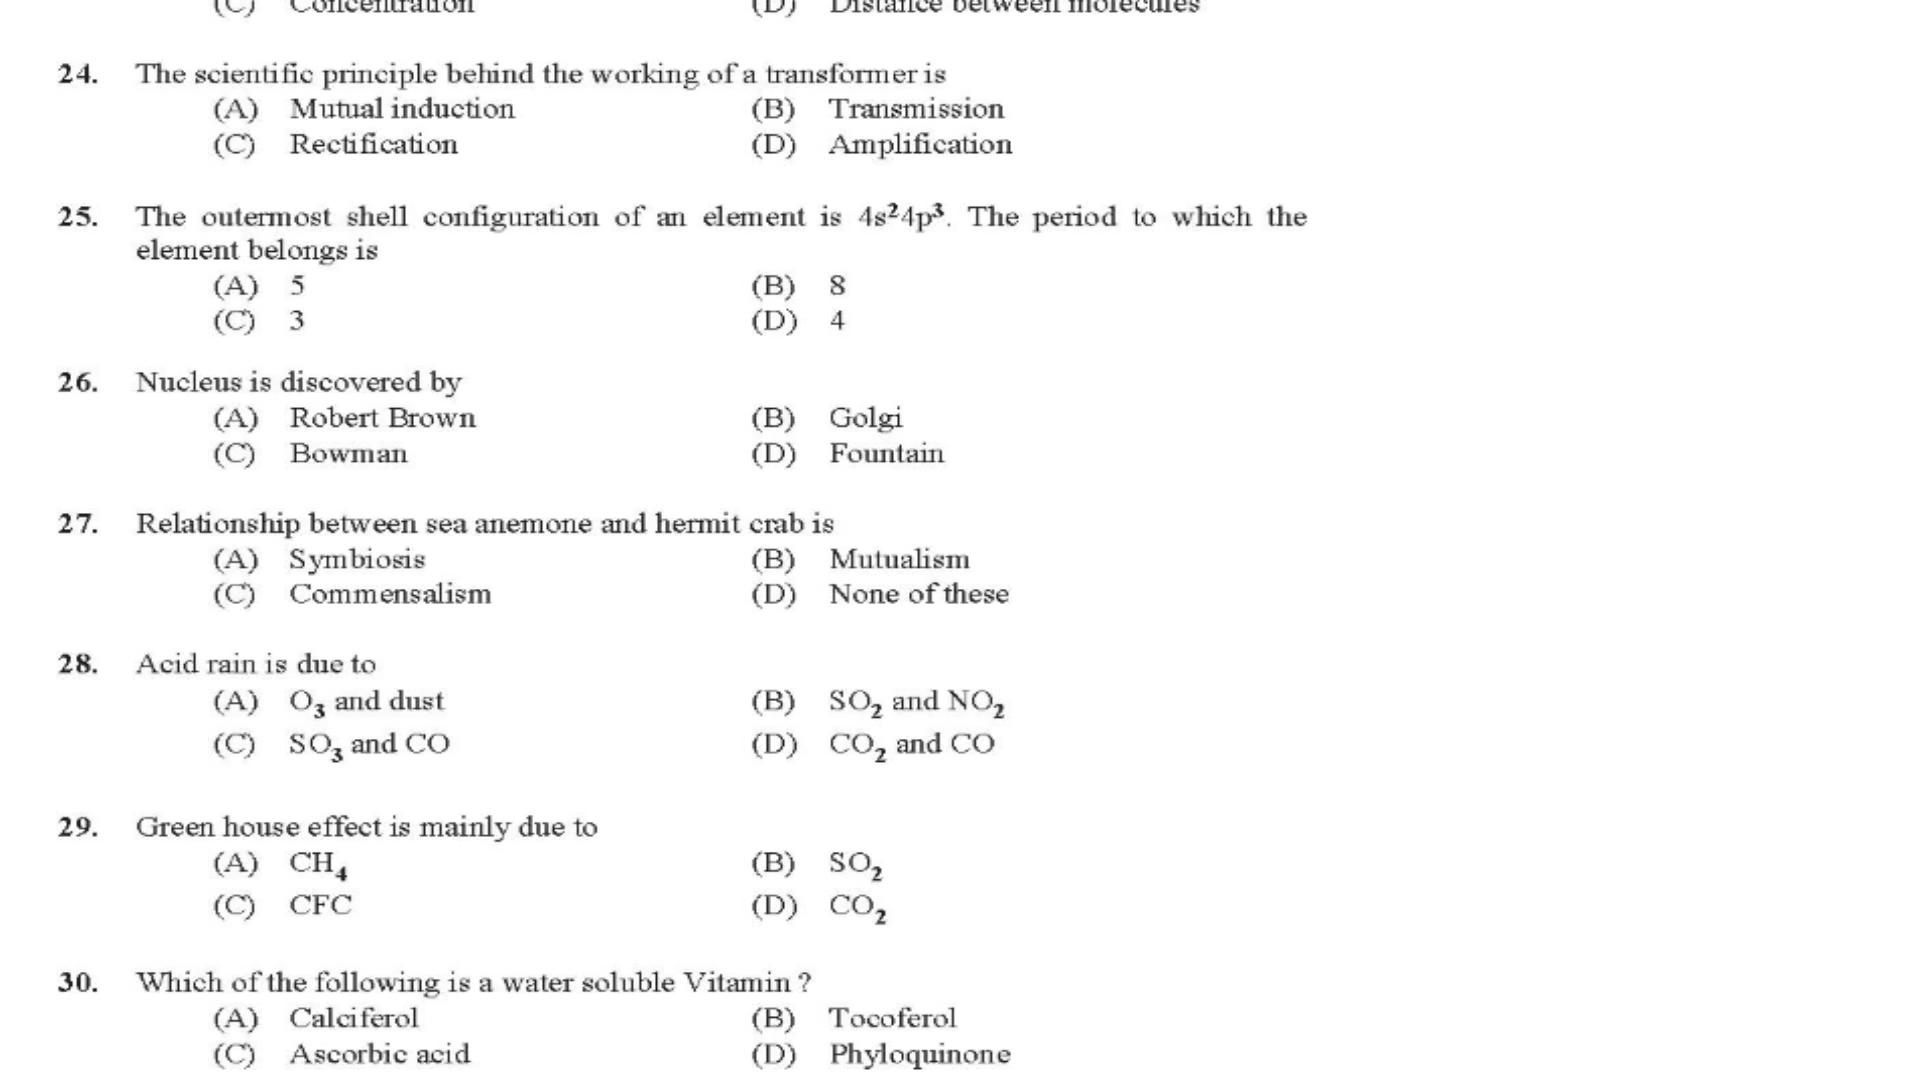 (C) Concentration (D) Distance between molecules
24. The scientific principle behind the working of a transformer is
(A) Mutual induction (B) Transmission
(C) Rectification (D) Amplification
25. The outermost shell configuration of an element is 4s²4p³. The period to which the
element belongs is
(A) 5 (B) 8
(C) 3 (D) 4
26. Nucleus is discovered by
(A) Robert Brown (B) Golgi
(C) Bowman (D) Fountain
27. Relationship between sea anemone and hermit crab is
(A) Symbiosis (B) Mutualism
(C) Commensalism (D) None of these
28. Acid rain is due to
(A) O₃ and dust (B) SO₂ and NO₂
(C) SO₃ and CO (D) CO₂ and CO
29. Green house effect is mainly due to
(A) CH₄ (B) SO₂
(C) CFC (D) CO₂
30. Which of the following is a water soluble Vitamin ?
(A) Calciferol (B) Tocoferol
(C) Ascorbic acid (D) Phyloquinone